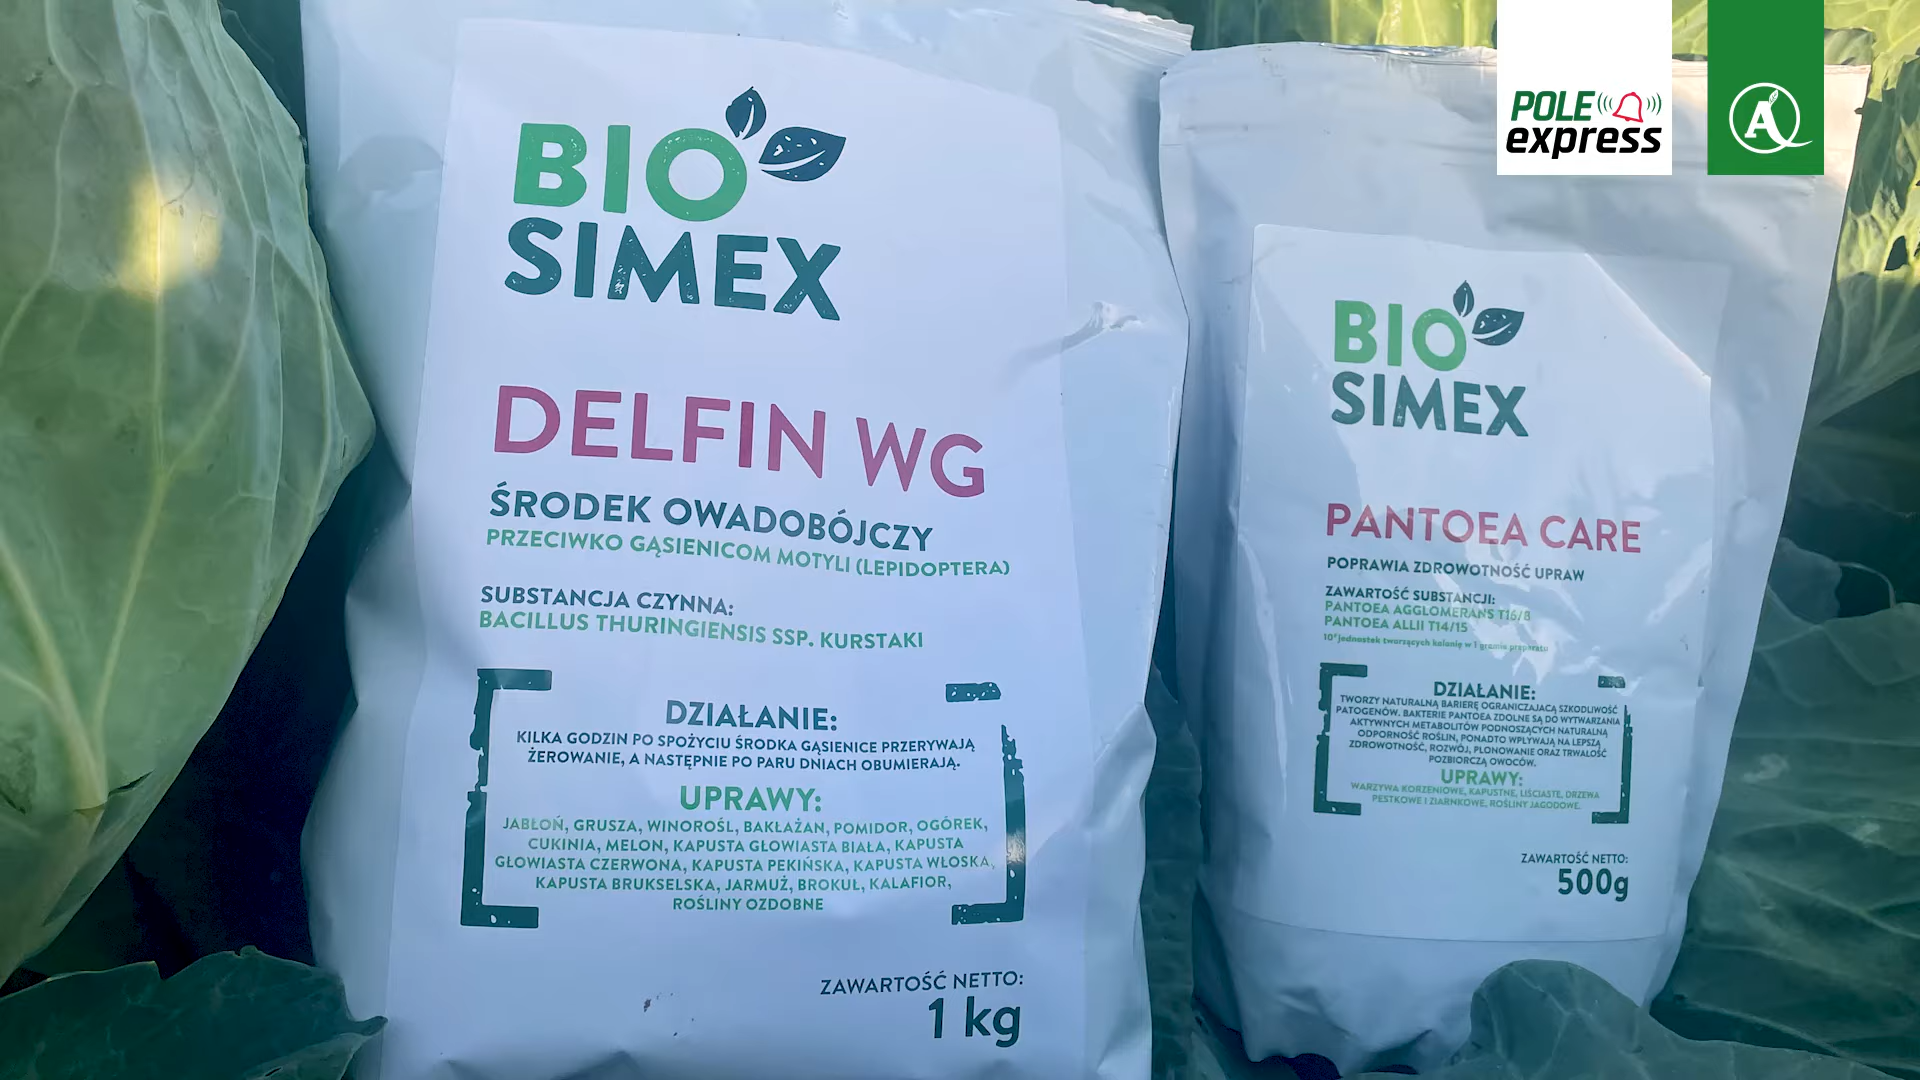 BIO
SIMEX
DELFIN WG
ŚRODEK OWADOBÓJCZY
PRZECIWKO GĄSIENICOM MOTYLI (LEPIDOPTERA)
SUBSTANCJA CZYNNA:
BACILLUS THURINGIENSIS SSP. KURSTAKI
DZIAŁANIE:
KILKA GODZIN PO SPOŻYCIU ŚRODKA GĄSIENICE PRZERYWAJĄ
ŻEROWANIE, A NASTĘPNIE PO PARU DNIACH OBUMIERAJĄ.
UPRAWY:
JABŁOŃ, GRUSZA, WINOROŚL, BAKŁAŻAN, POMIDOR, OGÓREK,
CUKINIA, MELON, KAPUSTA GŁOWIASTA BIAŁA, KAPUSTA
GŁOWIASTA CZERWONA, KAPUSTA PEKIŃSKA, KAPUSTA WŁOSKA,
KAPUSTA BRUKSELSKA, JARMUŻ, BROKUŁ, KALAFIOR,
ROŚLINY OZDOBNE
ZAWARTOŚĆ NETTO:
1 kg
POLE
express
A
BIO
SIMEX
PANTOEA CARE
POPRAWIA ZDROWOTNOŚĆ UPRAW
ZAWARTOŚĆ SUBSTANCJI:
PANTOEA AGGLOMERANS T16/8
PANTOEA ALLII T14/15
jednostek tworzących kolonię w 1 gramie preparatu
DZIAŁANIE:
TWORZY NATURALNĄ BARIERĘ OGRANICZAJĄCĄ SZKODLIWOŚĆ
PATOGENÓW. BAKTERIE PANTOEA ZDOLNE SĄ DO WYTWARZANIA
AKTYWNYCH METABOLITÓW PODNOSZĄCYCH NATURALNĄ
ODPORNOŚĆ ROŚLIN, PONADTO WPŁYWAJĄ NA LEPSZĄ
ZDROWOTNOŚĆ, ROZWÓJ, PLONOWANIE ORAZ TRWAŁOŚĆ
POZBIORCZĄ OWOCÓW.
UPRAWY:
WARZYWA KORZENIOWE, KAPUSTNE, LIŚCIASTE, DRZEWA
PESTKOWE I ZIARNKOWE, ROŚLINY JAGODOWE.
ZAWARTOŚĆ NETTO:
500g